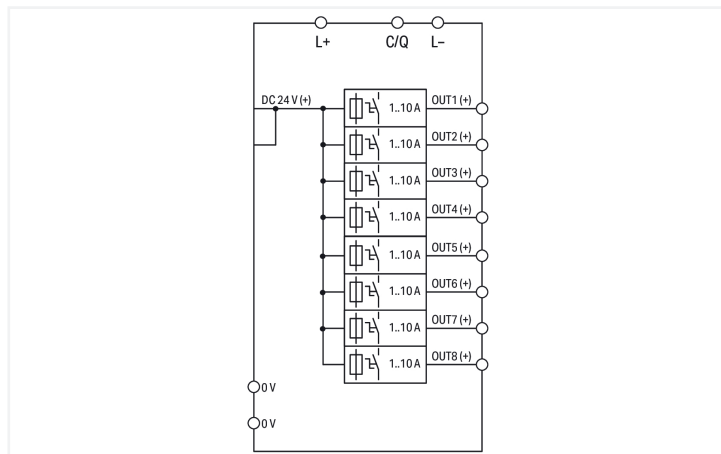 L+ C/Q L–
DC 24 V (+) 1..10 A OUT1 (+)
1..10 A OUT2 (+)
1..10 A OUT3 (+)
1..10 A OUT4 (+)
1..10 A OUT5 (+)
1..10 A OUT6 (+)
1..10 A OUT7 (+)
1..10 A OUT8 (+)
0 V
0 V